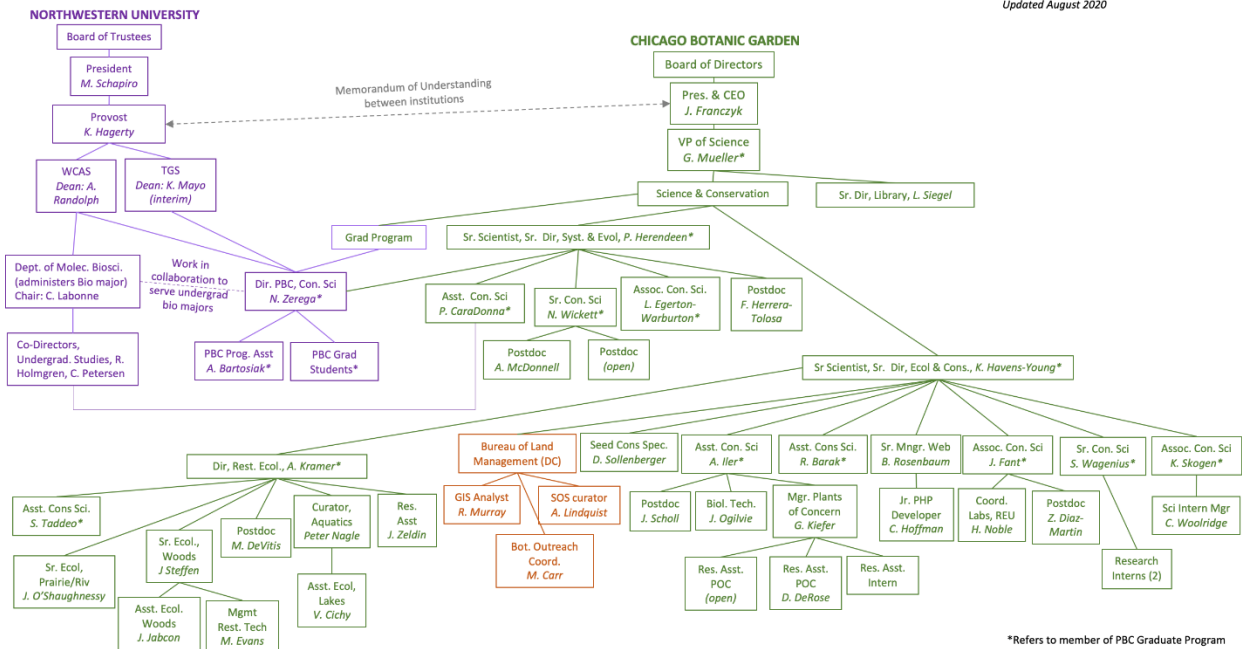 Updated August 2020
NORTHWESTERN UNIVERSITY
Board of Trustees
President
M. Schapiro
Provost
K. Hagerty
WCAS
Dean: A.
Randolph
TGS
Dean: K. Mayo
(interim)
Memorandum of Understanding
between institutions
CHICAGO BOTANIC GARDEN
Board of Directors
Pres. & CEO
J. Franczyk
VP of Science
G. Mueller*
Science & Conservation
Sr. Dir, Library, L. Siegel
Grad Program
Sr. Scientist, Sr. Dir, Syst. & Evol, P. Herendeen*
Dept. of Molec. Biosci.
(administers Bio major)
Chair: C. Labonne
Work in
collaboration to
serve undergrad
bio majors
Dir. PBC, Con. Sci
N. Zerega*
Asst. Con. Sci
P. CaraDonna*
Sr. Con. Sci
N. Wickett*
Assoc. Con. Sci.
L. Egerton-
Warburton*
Postdoc
F. Herrera-
Tolosa
Co-Directors,
Undergrad. Studies, R.
Holmgren, C. Petersen
PBC Prog. Asst
A. Bartosiak*
PBC Grad
Students*
Postdoc
A. McDonnell
Postdoc
(open)
Sr Scientist, Sr. Dir, Ecol & Cons., K. Havens-Young*
Dir, Rest. Ecol., A. Kramer*
Bureau of Land
Management (DC)
Seed Cons Spec.
D. Sollenberger
Asst. Con Sci
A. Iler*
Asst. Cons Sci.
R. Barak*
Sr. Mngr. Web
B. Rosenbaum
Assoc. Con. Sci
J. Fant*
Sr. Con. Sci
S. Wagenius*
Assoc. Con. Sci
K. Skogen*
Asst. Cons Sci.
S. Taddeo*
Sr. Ecol.,
Woods
J Steffen
Postdoc
M. DeVitis
Curator,
Aquatics
Peter Nagle
Res.
Asst
J. Zeldin
GIS Analyst
R. Murray
SOS curator
A. Lindquist
Postdoc
J. Scholl
Biol. Tech.
J. Ogilvie
Mgr. Plants
of Concern
G. Kiefer
Jr. PHP
Developer
C. Hoffman
Coord.
Labs, REU
H. Noble
Postdoc
Z. Diaz-
Martin
Sci Intern Mgr
C. Woolridge
Sr. Ecol,
Prairie/Riv
J. O'Shaughnessy
Asst. Ecol.
Woods
J. Jabcon
Mgmt
Rest. Tech
M. Evans
Asst. Ecol,
Lakes
V. Cichy
Bot. Outreach
Coord.
M. Carr
Res. Asst.
POC
(open)
Res. Asst.
POC
D. DeRose
Res. Asst.
Intern
Research
Interns (2)
*Refers to member of PBC Graduate Program